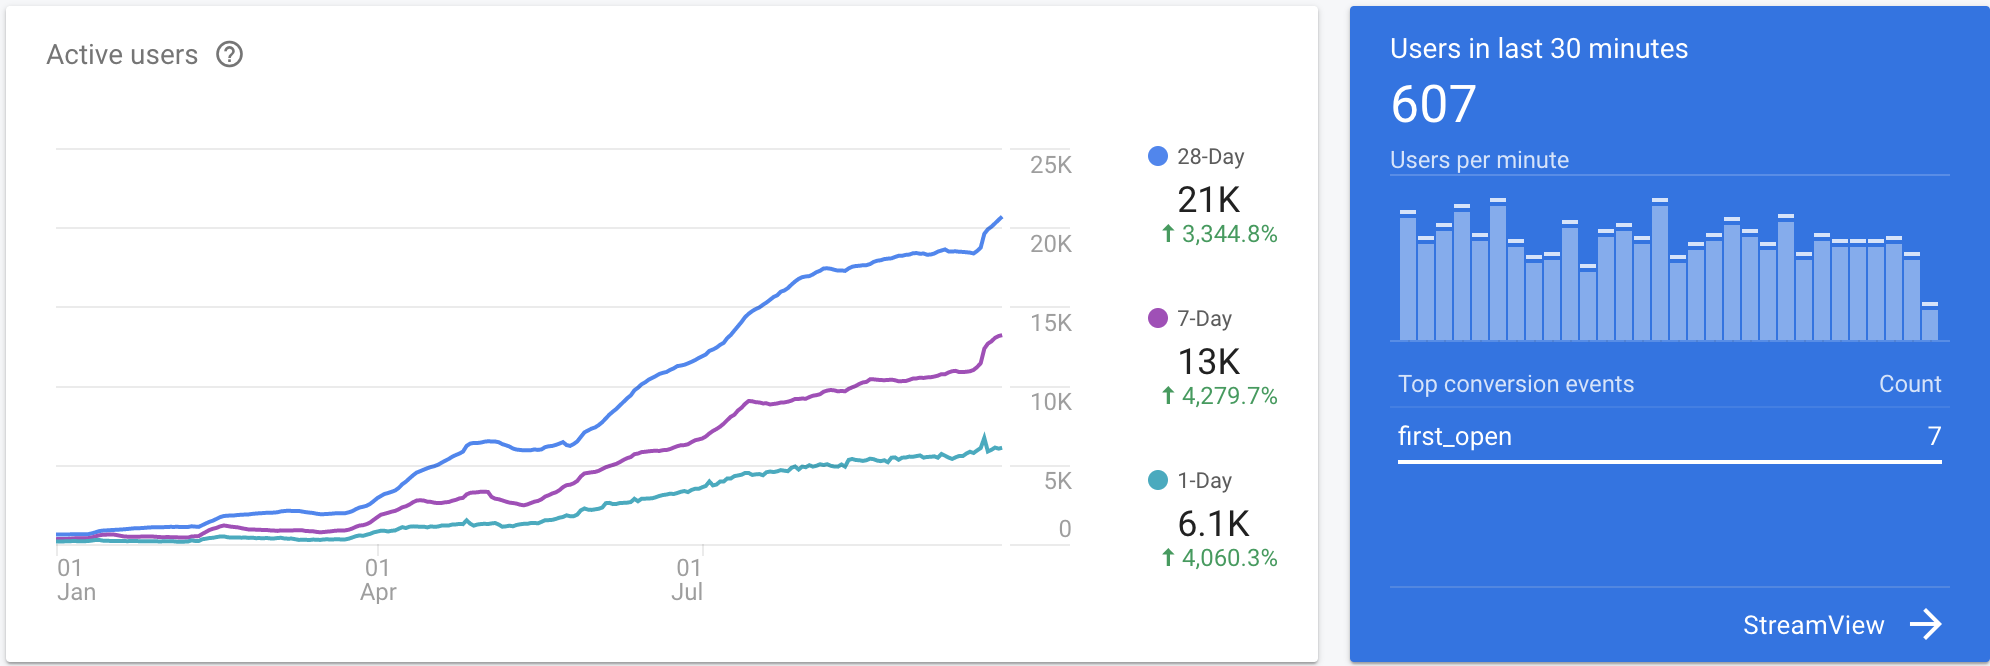 Active users ?
25K
20K
15K
10K
5K
0
01 Jan
01 Apr
01 Jul
28-Day
21K
3,344.8%
7-Day
13K
4,279.7%
1-Day
6.1K
4,060.3%
Users in last 30 minutes
607
Users per minute
Top conversion events Count
first_open 7
StreamView